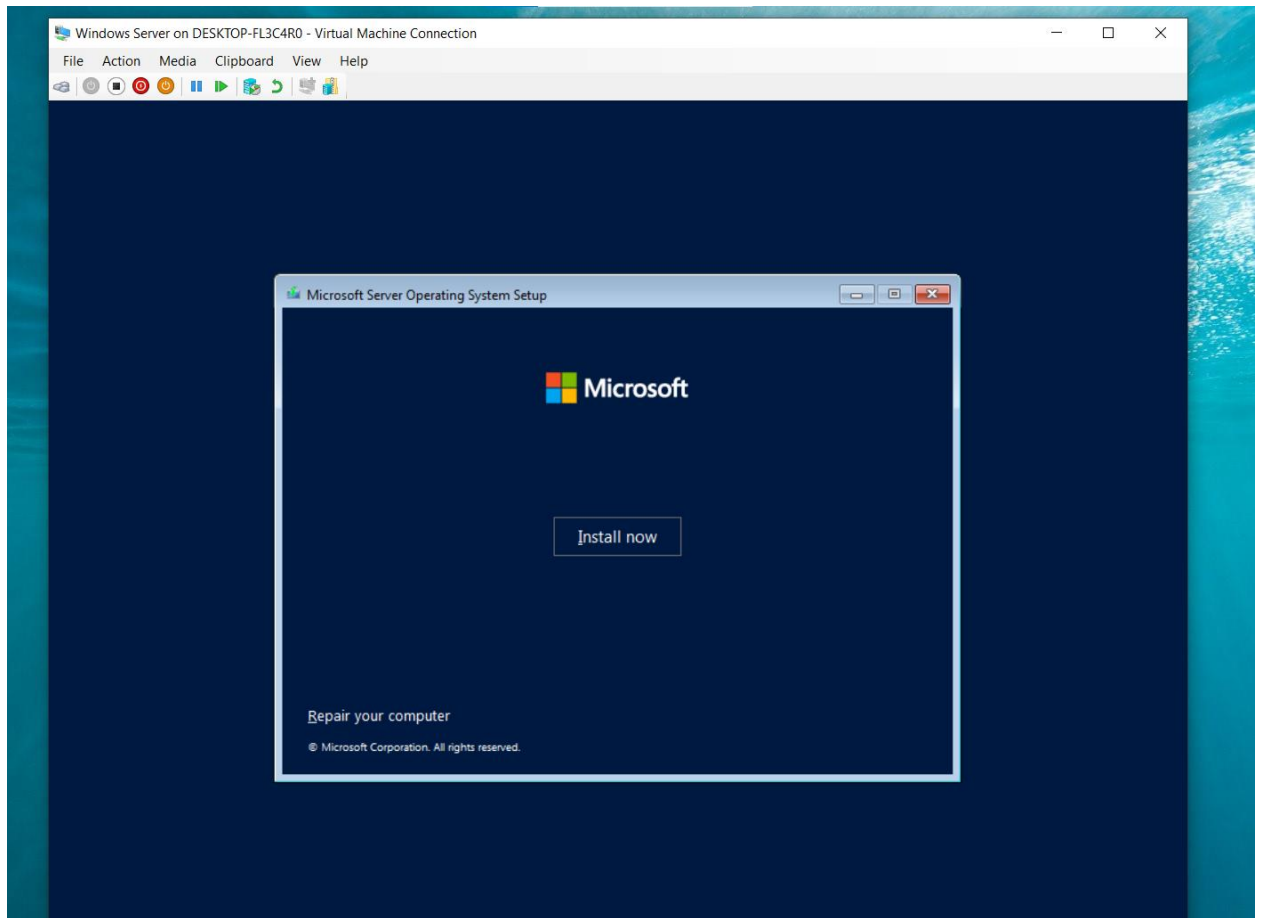 Windows Server on DESKTOP-FL3C4R0 - Virtual Machine Connection
File Action Media Clipboard View Help
Microsoft Server Operating System Setup
Microsoft
Install now
Repair your computer
© Microsoft Corporation. All rights reserved.